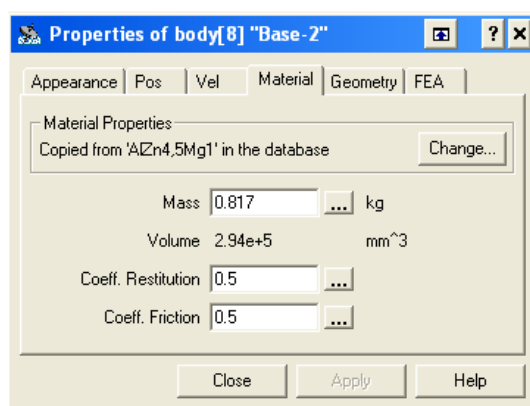 Properties of body[8] "Base-2"
Appearance Pos Vel Material Geometry FEA
Material Properties
Copied from 'AlZn4,5Mg1' in the database Change...
Mass 0.817 ... kg
Volume 2.94e+5 mm^3
Coeff. Restitution 0.5 ...
Coeff. Friction 0.5 ...
Close Apply Help